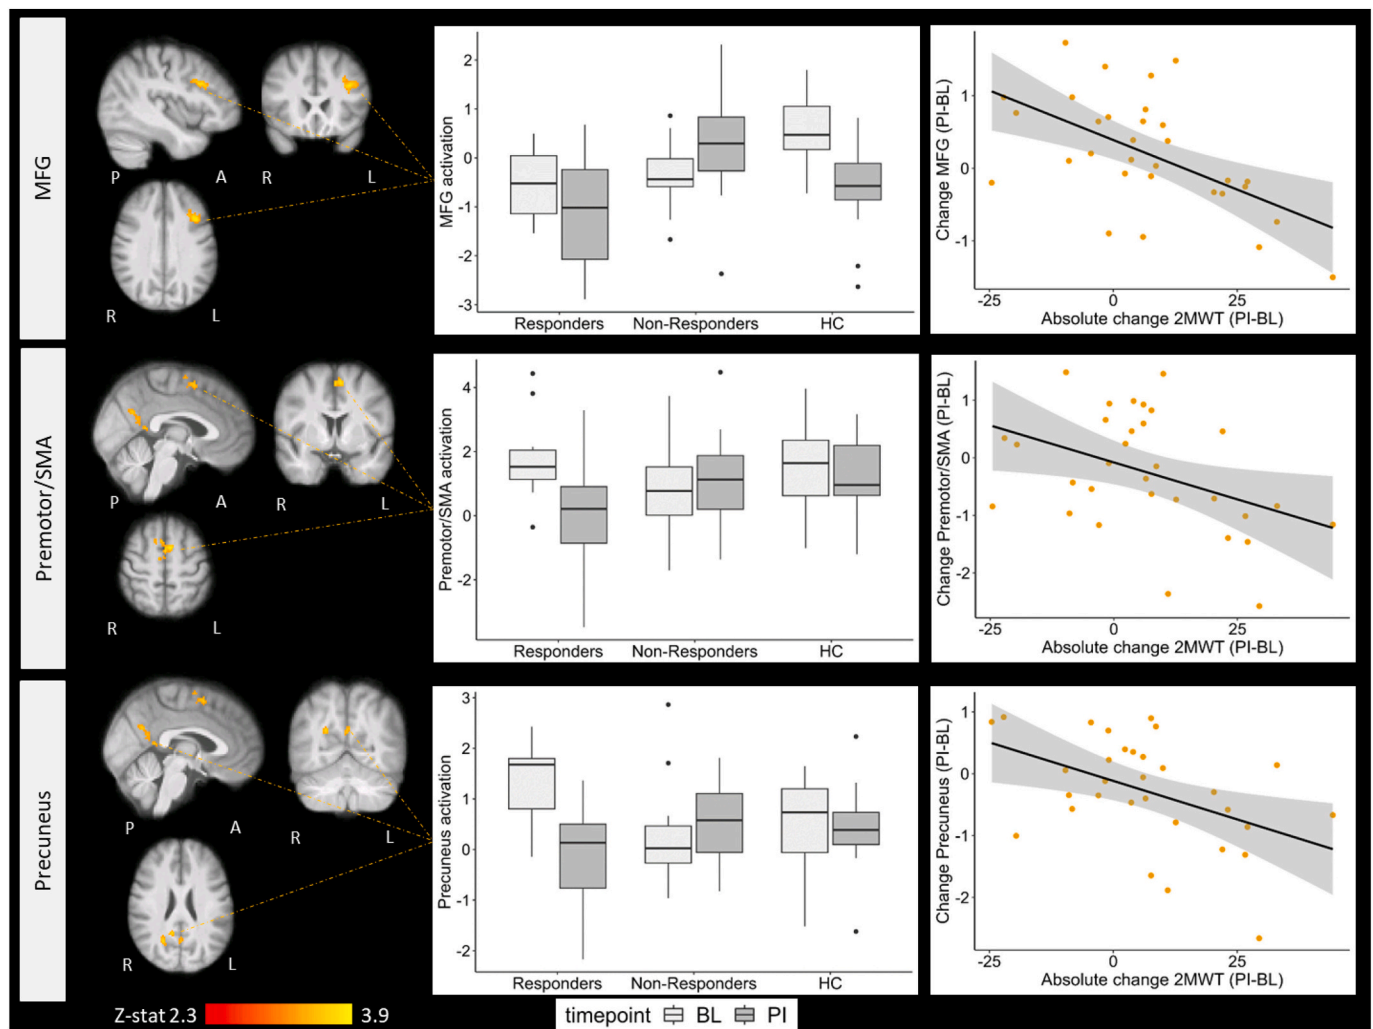 MFG
P A R L
R L
MFG activation
2
1
0
-1
-2
-3
Responders Non-Responders HC
Change MFG (PI-BL)
1
0
-1
-25 0 25
Absolute change 2MWT (PI-BL)
Premotor/SMA
P A R L
R L
Premotor/SMA activation
4
2
0
-2
Responders Non-Responders HC
Change Premotor/SMA (PI-BL)
1
0
-1
-2
-25 0 25
Absolute change 2MWT (PI-BL)
Precuneus
P A R L
R L
Precuneus activation
3
2
1
0
-1
-2
Responders Non-Responders HC
Change Precuneus (PI-BL)
1
0
-1
-2
-25 0 25
Absolute change 2MWT (PI-BL)
Z-stat 2.3 3.9
timepoint BL PI